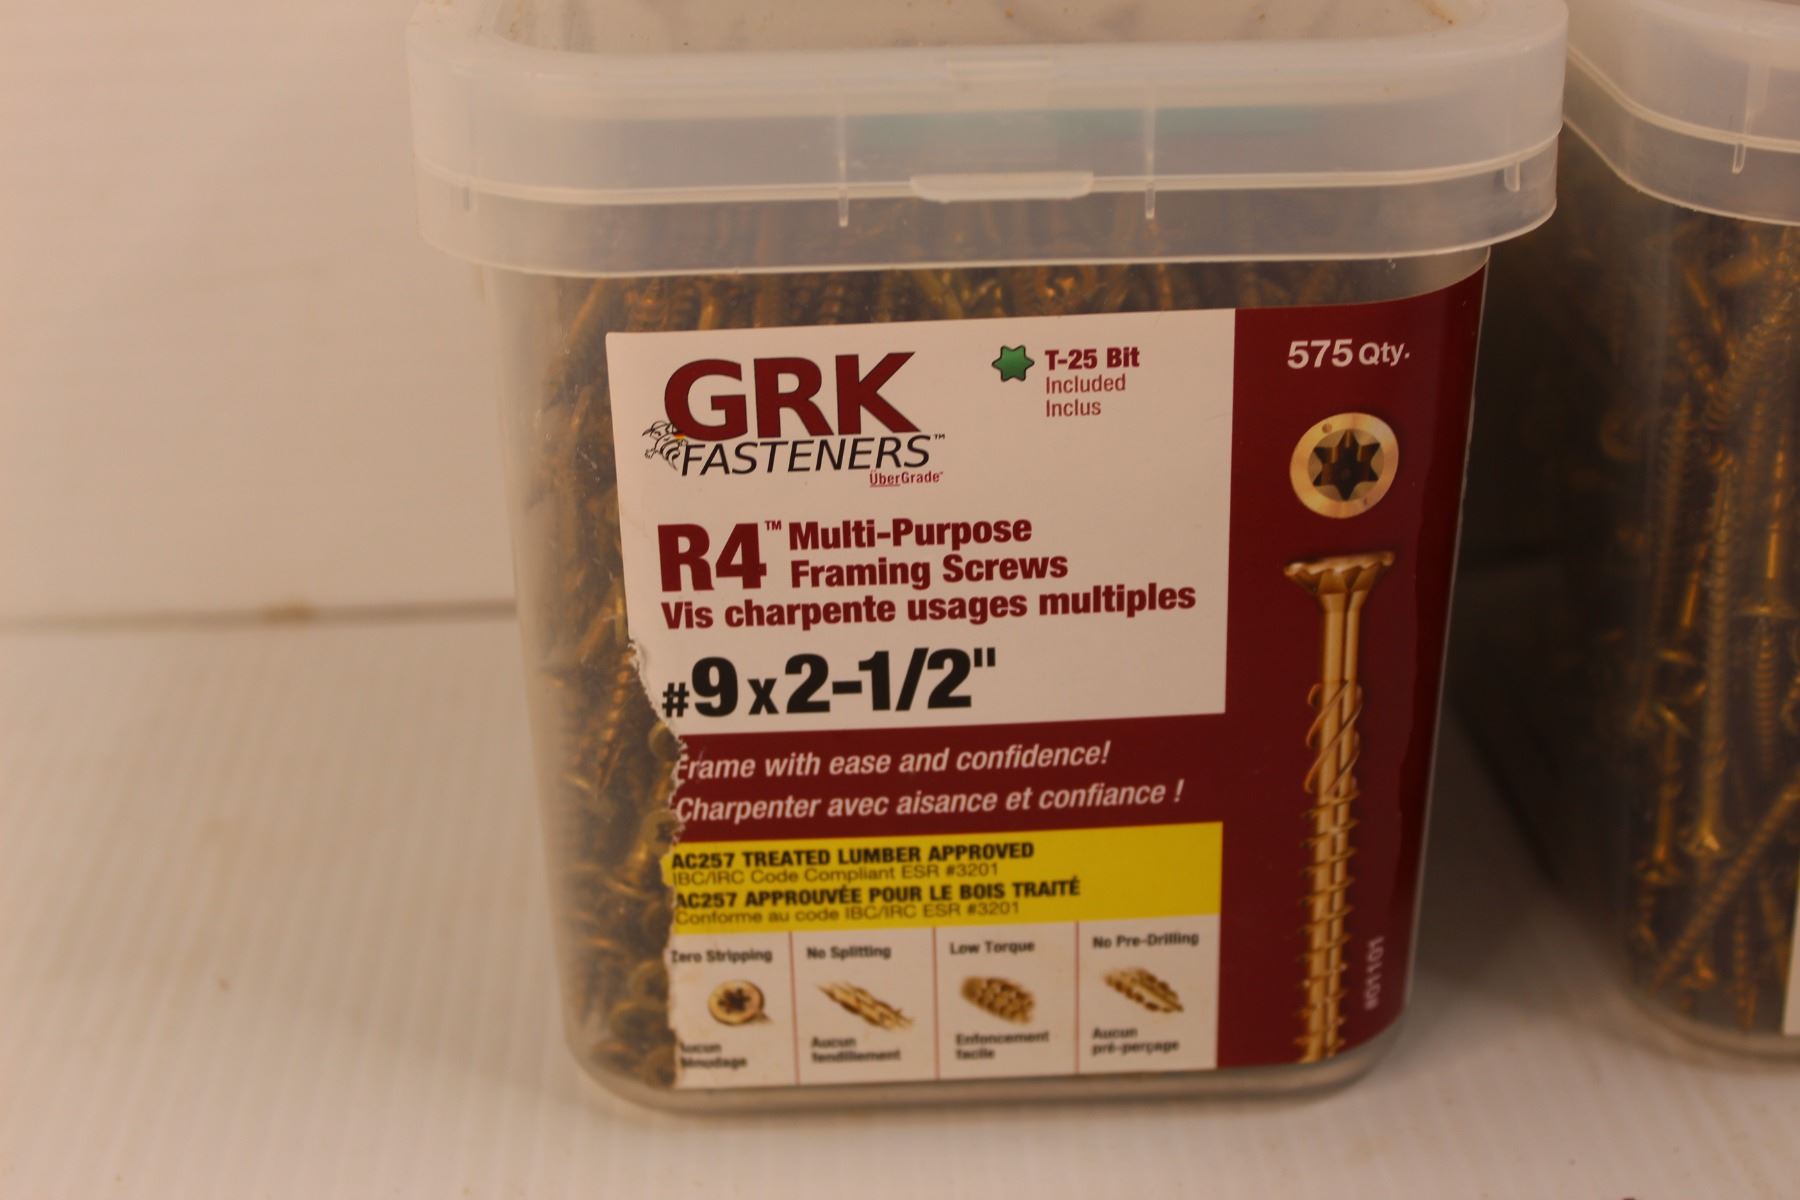 GRK
FASTENERS™
ÜberGrade™
T-25 Bit
Included
Inclus
575 Qty.
R4™ Multi-Purpose
Framing Screws
Vis charpente usages multiples
#9 x 2-1/2"
Frame with ease and confidence!
Charpenter avec aisance et confiance !
AC257 TREATED LUMBER APPROVED
IBC/IRC Code Compliant ESR #3201
AC257 APPROUVÉE POUR LE BOIS TRAITÉ
Conforme au code IBC/IRC ESR #3201
Zero Stripping
No Splitting
Low Torque
No Pre-Drilling
Aucun
Aucun
fendillement
Enfoncement
facile
Aucun
pré-perçage
#01101